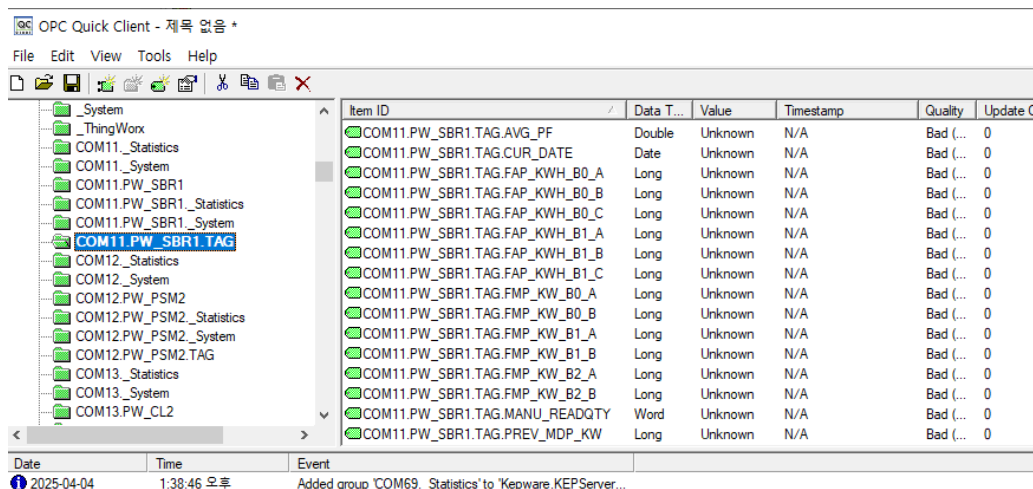 OPC Quick Client - 제목 없음 *
File Edit View Tools Help
_System
_ThingWorx
COM11._Statistics
COM11._System
COM11.PW_SBR1
COM11.PW_SBR1._Statistics
COM11.PW_SBR1._System
COM11.PW_SBR1.TAG
COM12._Statistics
COM12._System
COM12.PW_PSM2
COM12.PW_PSM2._Statistics
COM12.PW_PSM2._System
COM12.PW_PSM2.TAG
COM13._Statistics
COM13._System
COM13.PW_CL2
Item ID Data T... Value Timestamp Quality Update C
COM11.PW_SBR1.TAG.AVG_PF Double Unknown N/A Bad (... 0
COM11.PW_SBR1.TAG.CUR_DATE Date Unknown N/A Bad (... 0
COM11.PW_SBR1.TAG.FAP_KWH_B0_A Long Unknown N/A Bad (... 0
COM11.PW_SBR1.TAG.FAP_KWH_B0_B Long Unknown N/A Bad (... 0
COM11.PW_SBR1.TAG.FAP_KWH_B0_C Long Unknown N/A Bad (... 0
COM11.PW_SBR1.TAG.FAP_KWH_B1_A Long Unknown N/A Bad (... 0
COM11.PW_SBR1.TAG.FAP_KWH_B1_B Long Unknown N/A Bad (... 0
COM11.PW_SBR1.TAG.FAP_KWH_B1_C Long Unknown N/A Bad (... 0
COM11.PW_SBR1.TAG.FMP_KW_B0_A Long Unknown N/A Bad (... 0
COM11.PW_SBR1.TAG.FMP_KW_B0_B Long Unknown N/A Bad (... 0
COM11.PW_SBR1.TAG.FMP_KW_B1_A Long Unknown N/A Bad (... 0
COM11.PW_SBR1.TAG.FMP_KW_B1_B Long Unknown N/A Bad (... 0
COM11.PW_SBR1.TAG.FMP_KW_B2_A Long Unknown N/A Bad (... 0
COM11.PW_SBR1.TAG.FMP_KW_B2_B Long Unknown N/A Bad (... 0
COM11.PW_SBR1.TAG.MANU_READQTY Word Unknown N/A Bad (... 0
COM11.PW_SBR1.TAG.PREV_MDP_KW Long Unknown N/A Bad (... 0
Date Time Event
2025-04-04 1:38:46 오후 Added group 'COM69._Statistics' to 'Kepware.KEPServer...